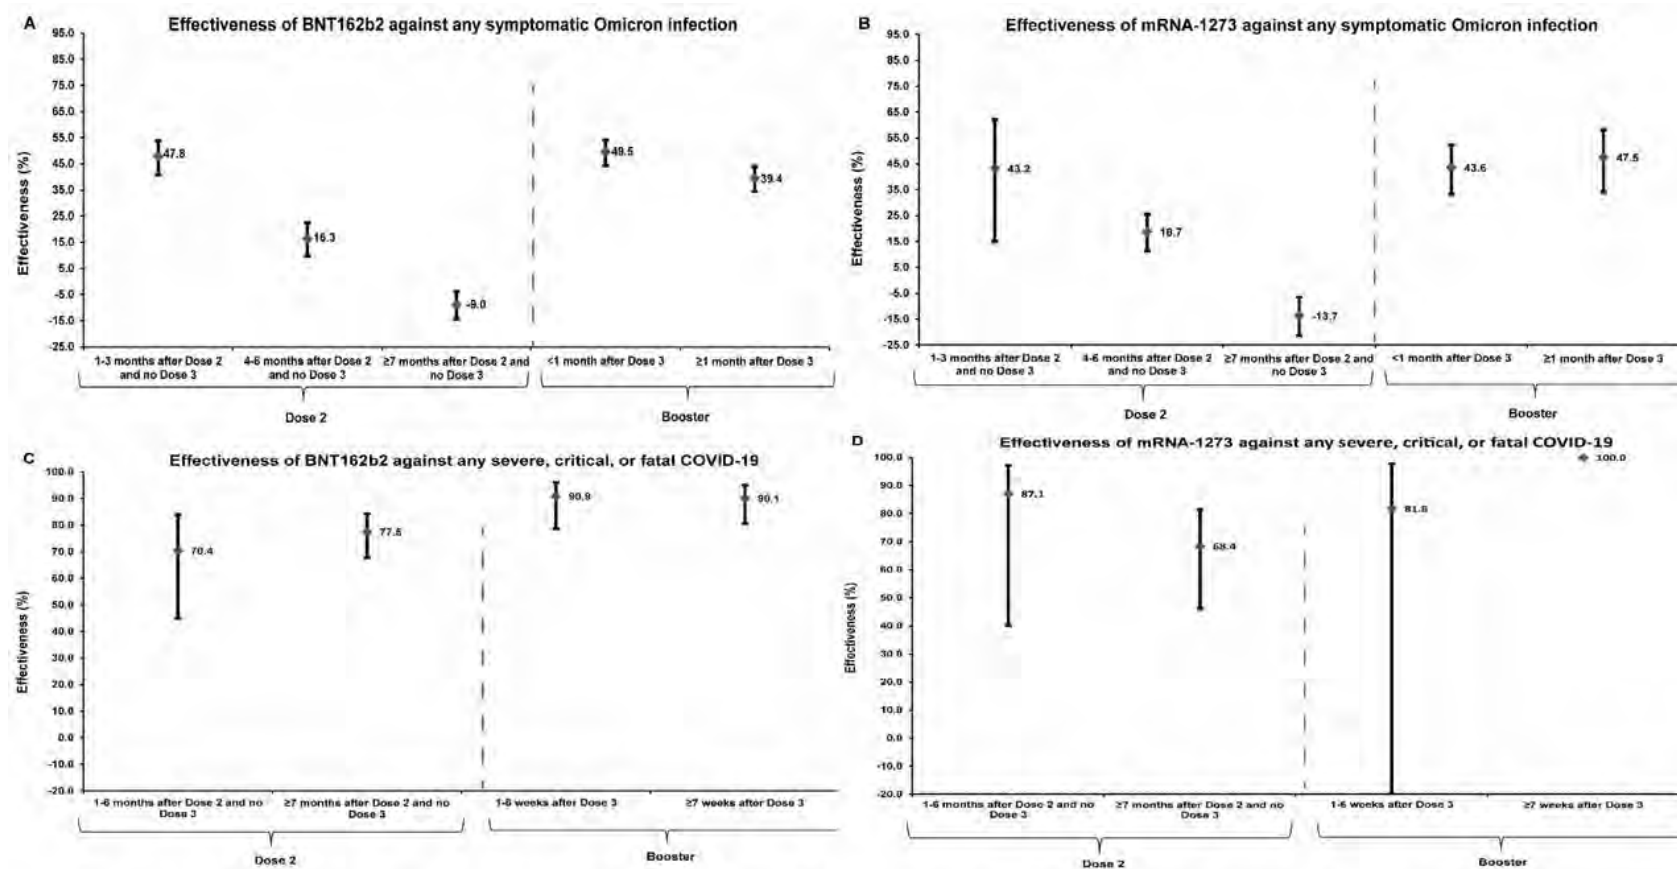 A Effectiveness of BNT162b2 against any symptomatic Omicron infection
95.0
85.0
75.0
65.0
55.0
45.0
35.0
25.0
15.0
5.0
-5.0
-15.0
-25.0
Effectiveness (%)
47.8
16.3
-9.0
49.5
39.4
1-3 months after Dose 2
and no Dose 3
4-6 months after Dose 2
and no Dose 3
≥7 months after Dose 2 and
no Dose 3
<1 month after Dose 3
≥1 month after Dose 3
Dose 2
Booster
B Effectiveness of mRNA-1273 against any symptomatic Omicron infection
95.0
85.0
75.0
65.0
55.0
45.0
35.0
25.0
15.0
5.0
-5.0
-15.0
-25.0
Effectiveness (%)
43.2
18.7
-13.7
43.6
47.5
1-3 months after Dose 2
and no Dose 3
4-6 months after Dose 2
and no Dose 3
≥7 months after Dose 2 and
no Dose 3
<1 month after Dose 3
≥1 month after Dose 3
Dose 2
Booster
C Effectiveness of BNT162b2 against any severe, critical, or fatal COVID-19
100.0
90.0
80.0
70.0
60.0
50.0
40.0
30.0
20.0
10.0
0.0
-10.0
-20.0
Effectiveness (%)
70.4
90.1
1-6 months after Dose 2 and no
Dose 3
≥7 months after Dose 2 and no
Dose 3
1-6 weeks after Dose 3
≥7 weeks after Dose 3
Dose 2
Booster
D Effectiveness of mRNA-1273 against any severe, critical, or fatal COVID-19
100.0
90.0
80.0
70.0
60.0
50.0
40.0
30.0
20.0
10.0
0.0
-10.0
-20.0
Effectiveness (%)
87.1
68.4
100.0
1-6 months after Dose 2 and no
Dose 3
≥7 months after Dose 2 and no
Dose 3
1-6 weeks after Dose 3
≥7 weeks after Dose 3
Dose 2
Booster